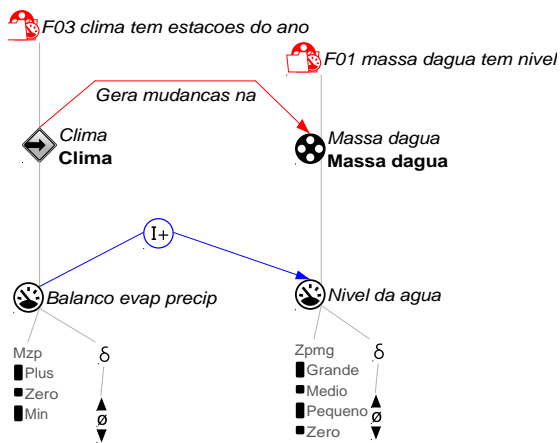 F03 clima tem estacoes do ano
F01 massa dagua tem nivel
Gera mudancas na
Clima
Clima
Massa dagua
Massa dagua
I+
Balanco evap precip
Nivel da agua
Mzp
δ
Plus
Zero
Min
ø
Zpmg
δ
Grande
Medio
Pequeno
Zero
ø